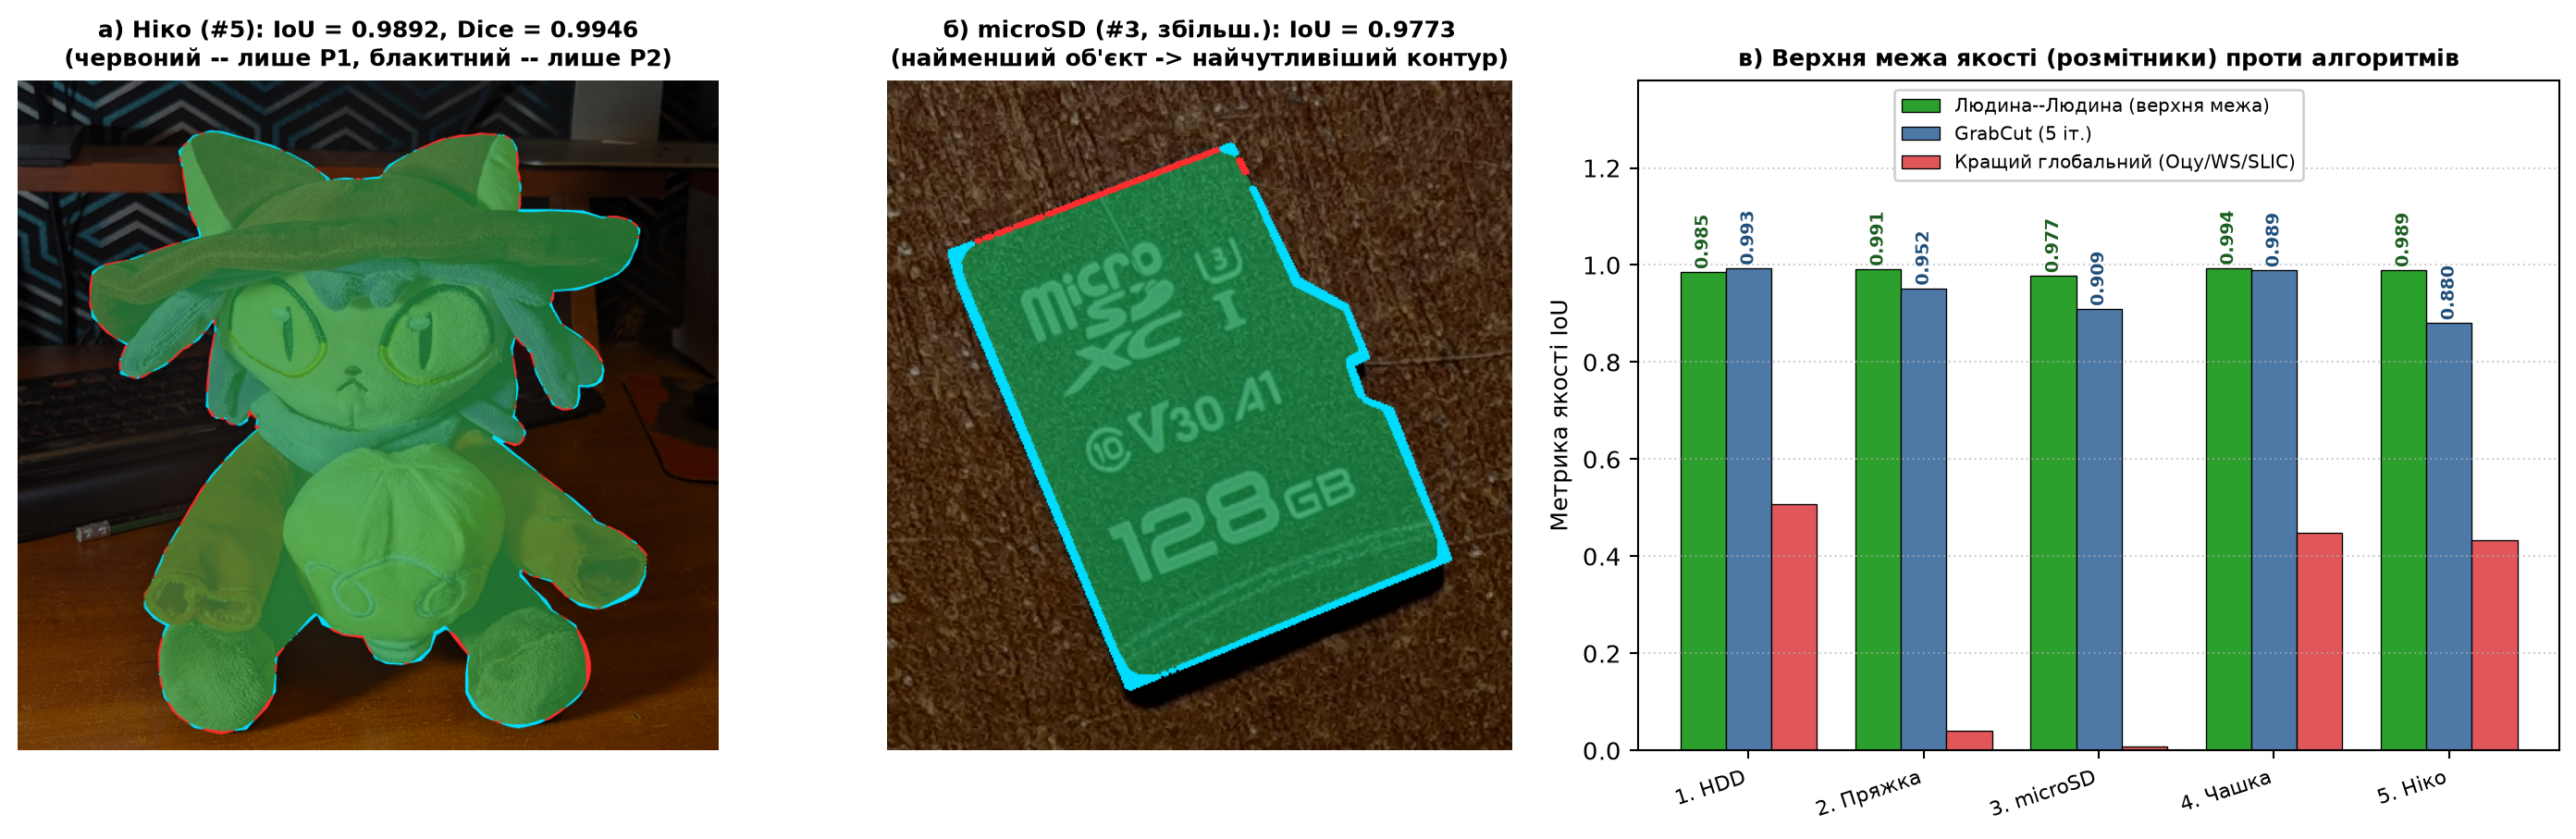 а) Ніко (#5): IoU = 0.9892, Dice = 0.9946
(червоний -- лише P1, блакитний -- лише P2)
б) microSD (#3, збільш.): IoU = 0.9773
(найменший об'єкт -> найчутливіший контур)
micro
SD
XC
U3
I
10 V30 A1
128GB
в) Верхня межа якості (розмітники) проти алгоритмів
Людина--Людина (верхня межа)
GrabCut (5 іт.)
Кращий глобальний (Оцу/WS/SLIC)
Метрика якості IoU
1.2
1.0
0.8
0.6
0.4
0.2
0.0
0.985
0.993
0.991
0.952
0.977
0.909
0.994
0.989
0.989
0.880
1. HDD
2. Пряжка
3. microSD
4. Чашка
5. Ніко